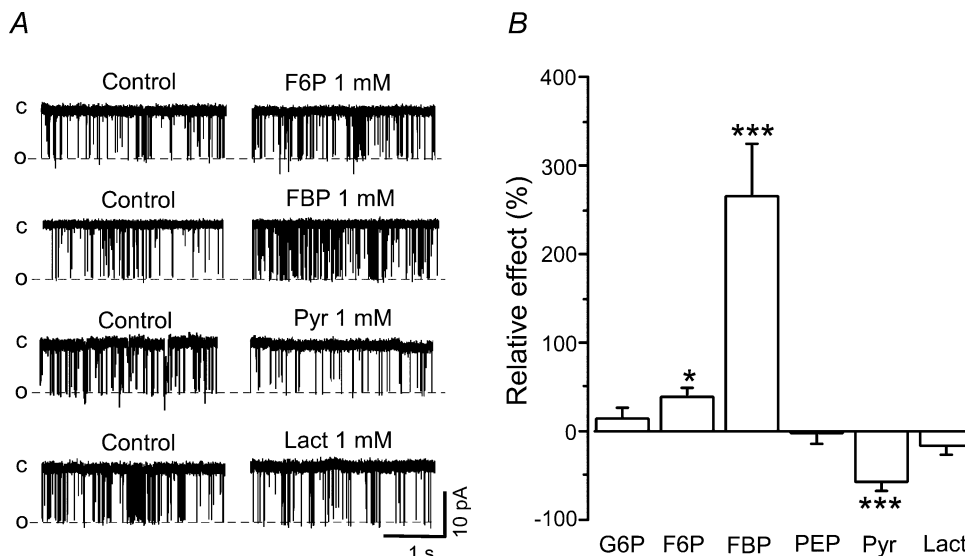 A
Control F6P 1 mM
C
O
Control FBP 1 mM
C
O
Control Pyr 1 mM
C
O
Control Lact 1 mM
C
O
10 pA
1 s
B
Relative effect (%)
400
300
200
100
0
-100
***
*
***
G6P F6P FBP PEP Pyr Lact